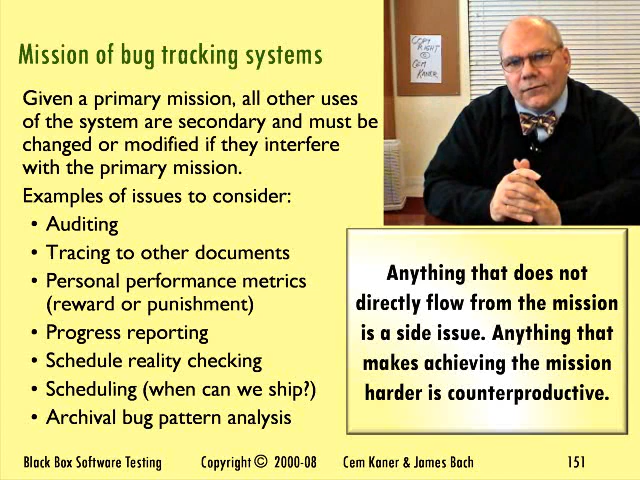 Mission of bug tracking systems
Given a primary mission, all other uses
of the system are secondary and must be
changed or modified if they interfere
with the primary mission.
Examples of issues to consider:
• Auditing
• Tracing to other documents
• Personal performance metrics
(reward or punishment)
• Progress reporting
• Schedule reality checking
• Scheduling (when can we ship?)
• Archival bug pattern analysis
COPY
RIGHT
©
CEM
KANER
Anything that does not
directly flow from the mission
is a side issue. Anything that
makes achieving the mission
harder is counterproductive.
Black Box Software Testing Copyright © 2000-08 Cem Kaner & James Bach 151